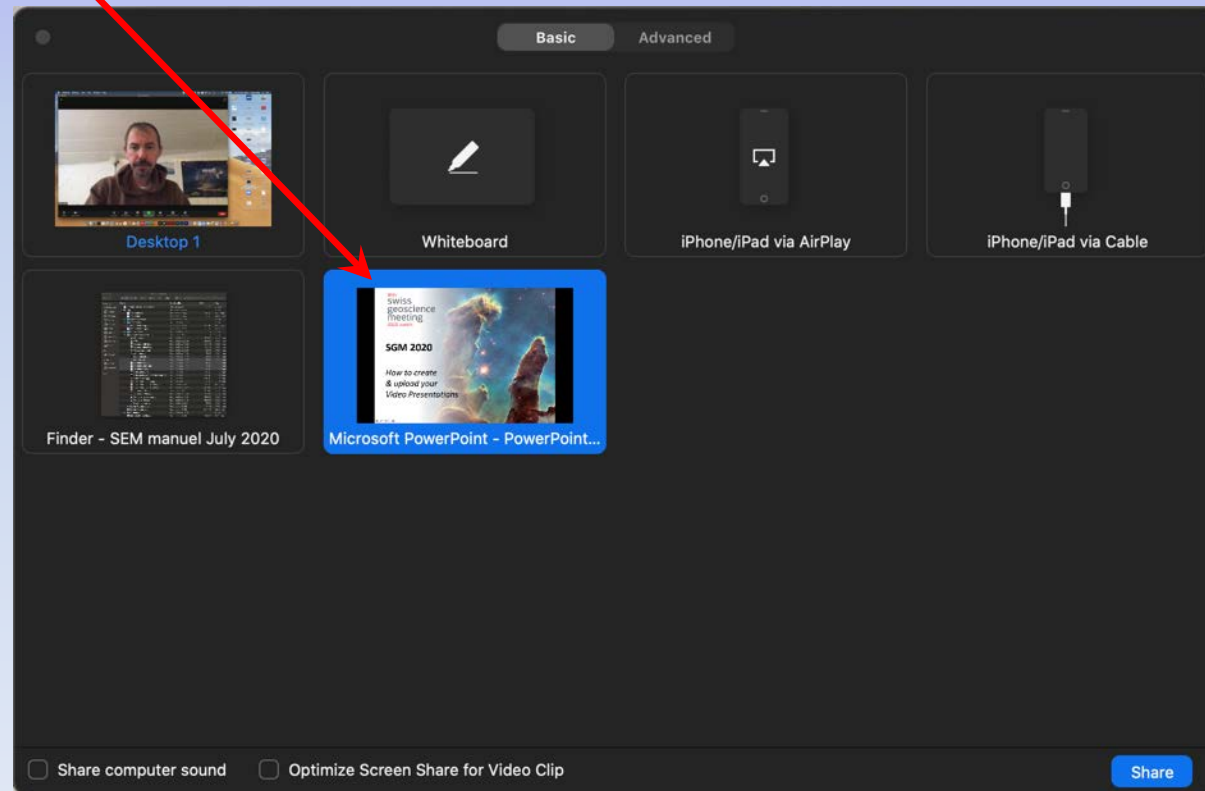 Basic Advanced
Desktop 1
Whiteboard
iPhone/iPad via AirPlay
iPhone/iPad via Cable
swiss
geoscience
meeting
SGM 2020
How to create
& upload your
Video Presentations
Finder - SEM manuel July 2020
Microsoft PowerPoint - PowerPoint...
Share computer sound
Optimize Screen Share for Video Clip
Share